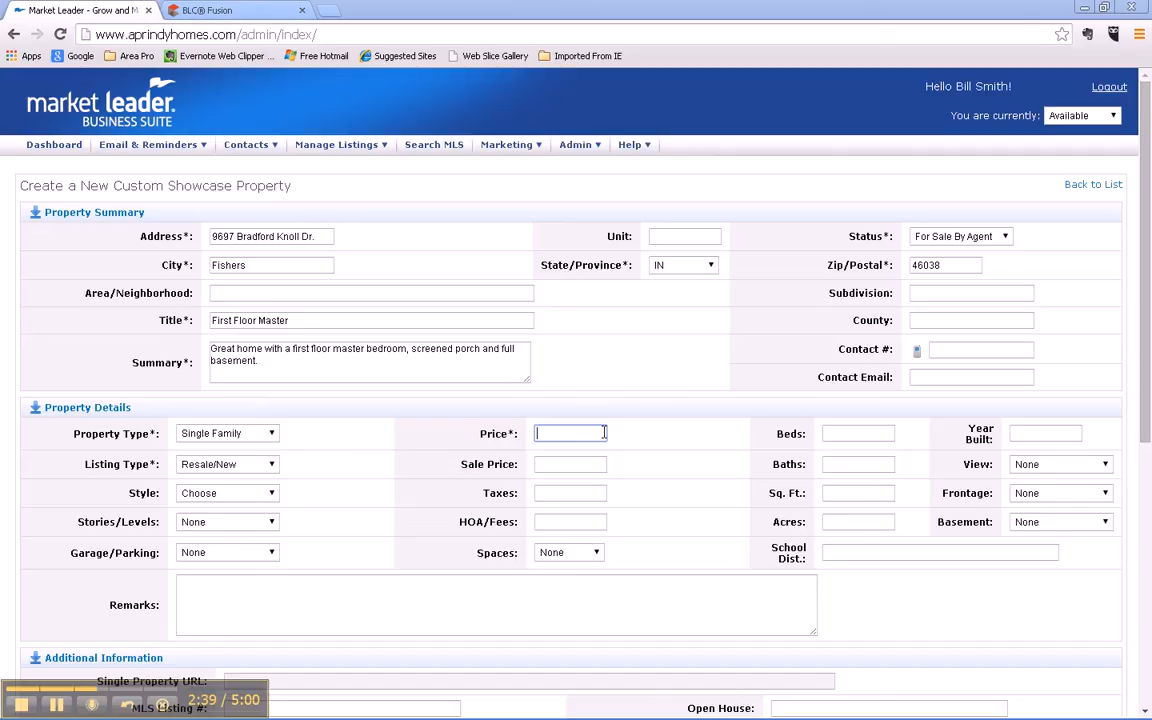 Market Leader - Grow and M
BLC® Fusion
www.aprindyhomes.com/admin/index/
Apps Google Area Pro Evernote Web Clipper ... Free Hotmail Suggested Sites Web Slice Gallery Imported From IE
market leader.
BUSINESS SUITE
Hello Bill Smith! Logout
You are currently: Available
Dashboard Email & Reminders Contacts Manage Listings Search MLS Marketing Admin Help
Create a New Custom Showcase Property Back to List
Property Summary
Address*: 9697 Bradford Knoll Dr. Unit: Status*: For Sale By Agent
City*: Fishers State/Province*: IN Zip/Postal*: 46038
Area/Neighborhood: Subdivision:
Title*: First Floor Master County:
Summary*: Great home with a first floor master bedroom, screened porch and full
basement.
Contact #:
Contact Email:
Property Details
Property Type*: Single Family Price*: Beds: Year
Built:
Listing Type*: Resale/New Sale Price: Baths: View: None
Style: Choose Taxes: Sq. Ft.: Frontage: None
Stories/Levels: None HOA/Fees: Acres: Basement: None
Garage/Parking: None Spaces: None School
Dist.:
Remarks:
Additional Information
Single Property URL:
2:39 / 5:00
MLS Listing #: Open House: